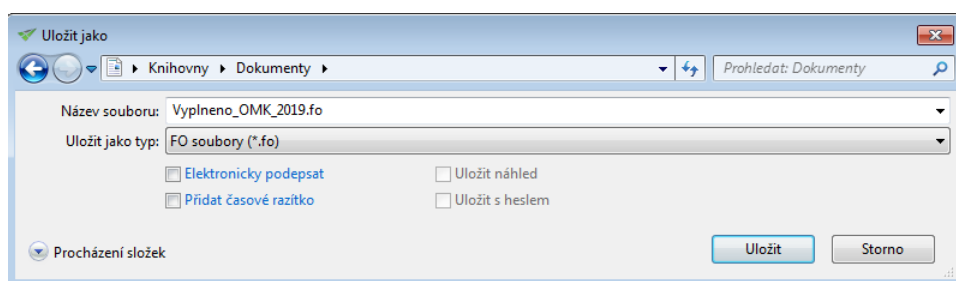 Uložit jako
Knihovny Dokumenty Prohledat: Dokumenty
Název souboru: Vyplneno_OMK_2019.fo
Uložit jako typ: FO soubory (*.fo)
Elektronicky podepsat Uložit náhled
Přidat časové razítko Uložit s heslem
Procházení složek Uložit Storno